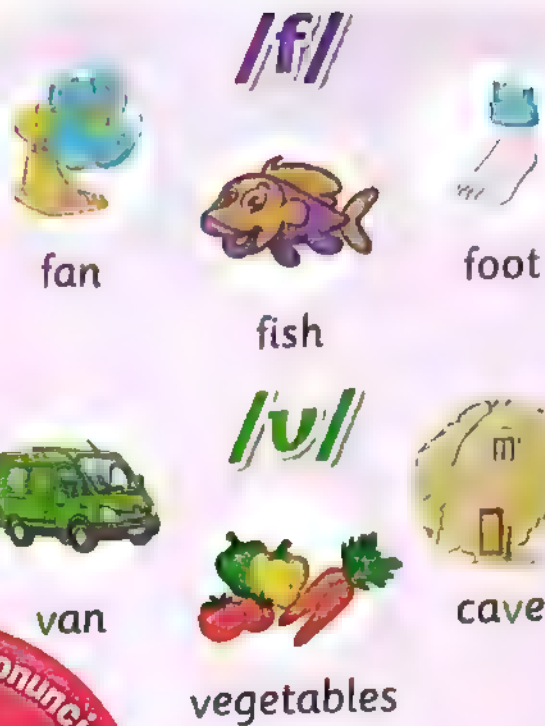 /f/
fan
fish
foot
/v/
van
vegetables
cave